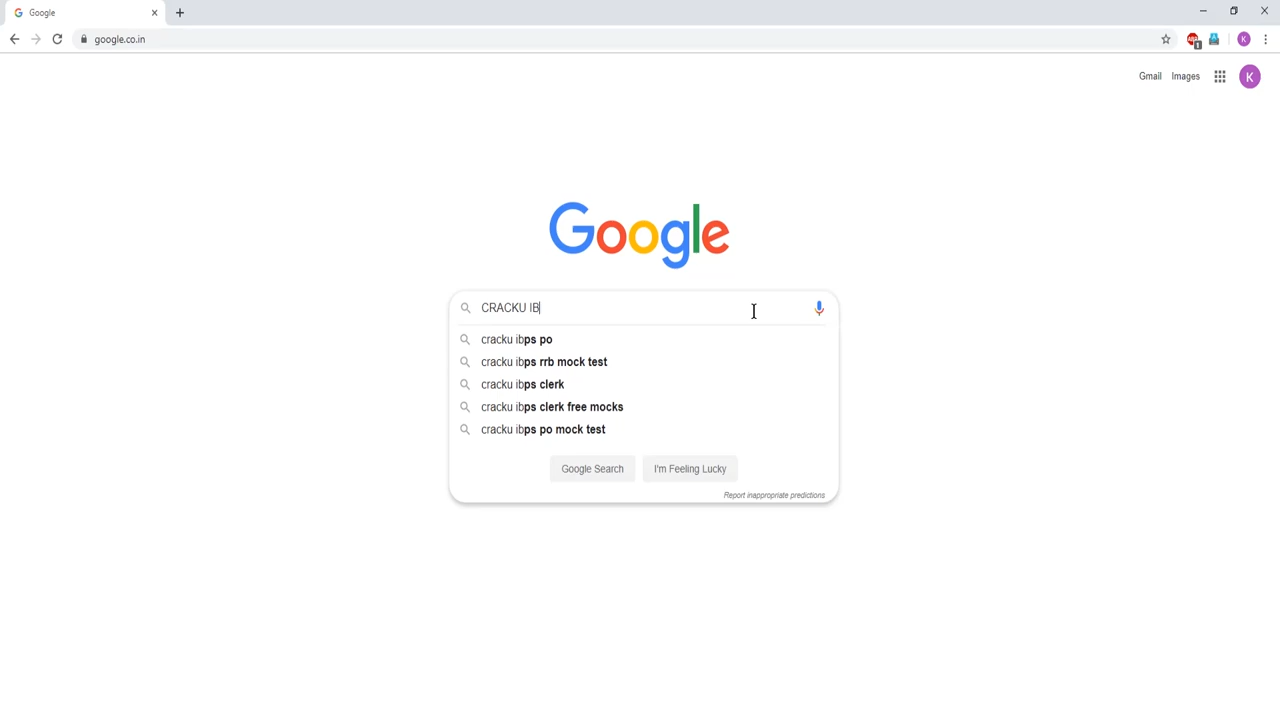 Google
google.co.in
K
Gmail Images K
Google
CRACKU IB
cracku ibps po
cracku ibps rrb mock test
cracku ibps clerk
cracku ibps clerk free mocks
cracku ibps po mock test
Google Search I'm Feeling Lucky
Report inappropriate predictions